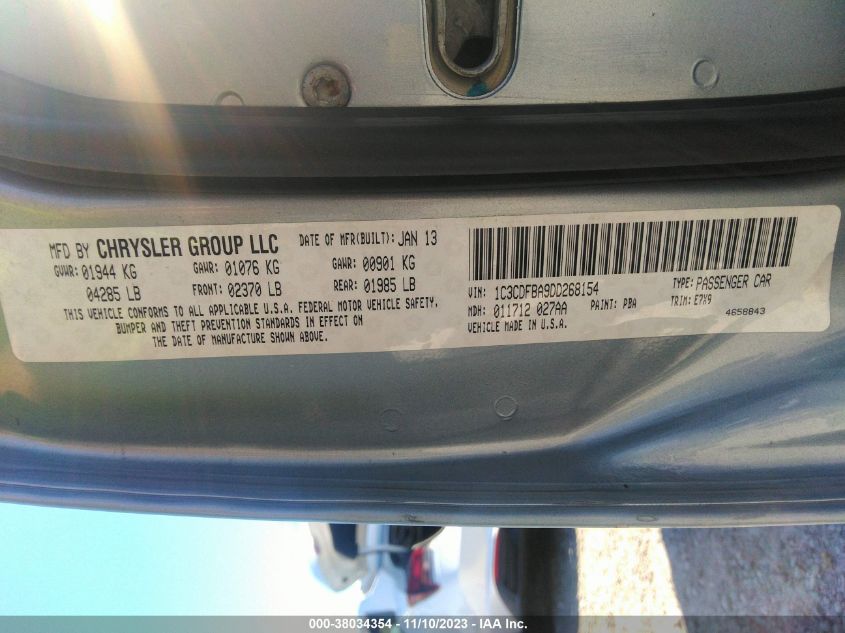 MFD BY CHRYSLER GROUP LLC DATE OF MFR(BUILT): JAN 13
GVWR: 01944 KG GAWR: 01076 KG GAWR: 00901 KG
04285 LB FRONT: 02370 LB REAR: 01985 LB
THIS VEHICLE CONFORMS TO ALL APPLICABLE U.S.A. FEDERAL MOTOR VEHICLE SAFETY,
BUMPER AND THEFT PREVENTION STANDARDS IN EFFECT ON
THE DATE OF MANUFACTURE SHOWN ABOVE.
VIN: 1C3CDFBA9DD268154 TYPE: PASSENGER CAR
MDH: 011712 027AA PAINT: PBA TRIM: E7X9
VEHICLE MADE IN U.S.A. 4658843
000-38034354 - 11/10/2023 - IAA Inc.